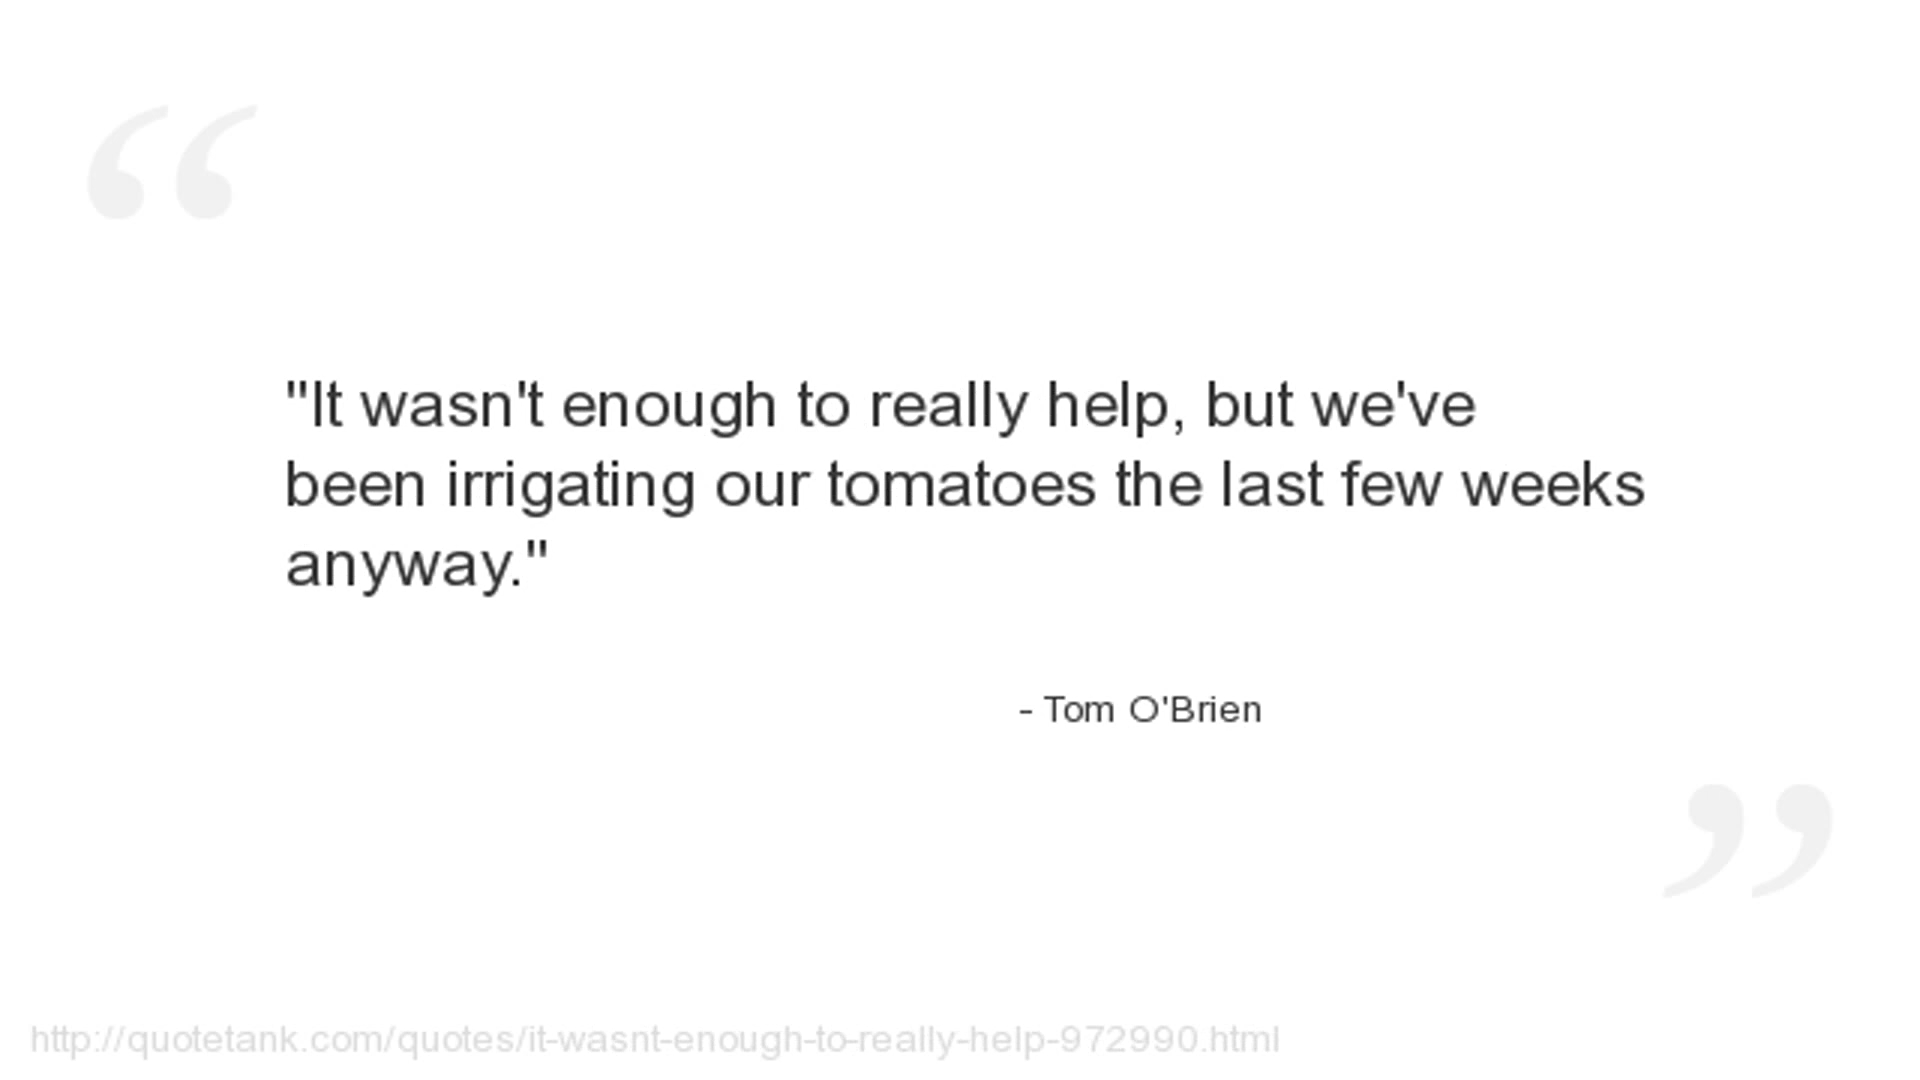 "It wasn't enough to really help, but we've
been irrigating our tomatoes the last few weeks
anyway."
- Tom O'Brien
http://quotetank.com/quotes/it-wasnt-enough-to-really-help-972990.html